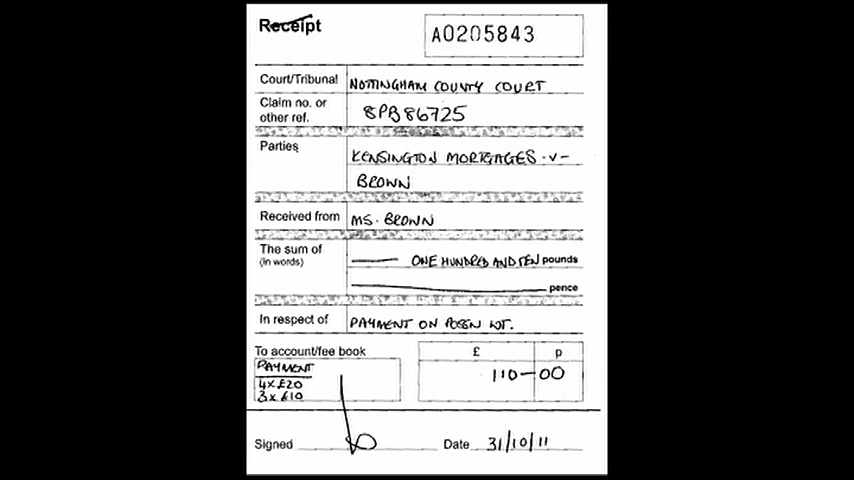 Receipt
A0205843
Court/Tribunal NOTTINGHAM COUNTY COURT
Claim no. or
other ref. 8PB86725
Parties KENSINGTON MORTGAGES -V-
BROWN
Received from MS. BROWN
The sum of
(in words) ONE HUNDRED AND TEN pounds
pence
In respect of PAYMENT ON POSSN WT.
To account/fee book £ p
PAYMENT
4 x £20
3 x £10
110-00
Signed Date 31/10/11